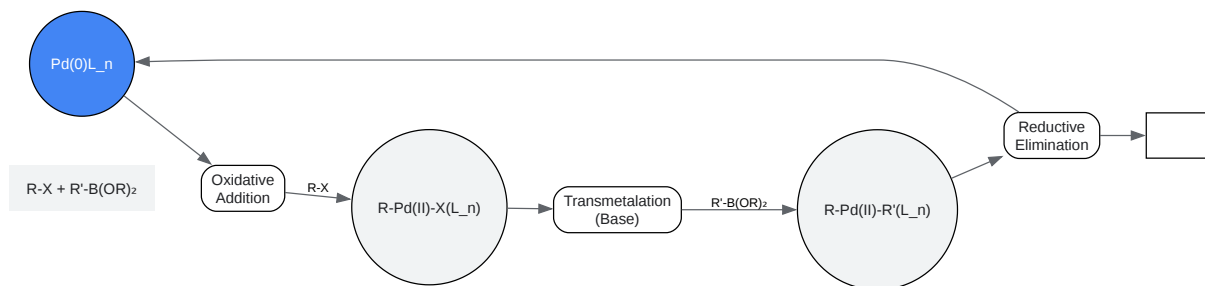 Pd(0)L_n
R-X + R'-B(OR)₂
Oxidative
Addition
R-X
R-Pd(II)-X(L_n)
Transmetalation
(Base)
R'-B(OR)₂
R-Pd(II)-R'(L_n)
Reductive
Elimination